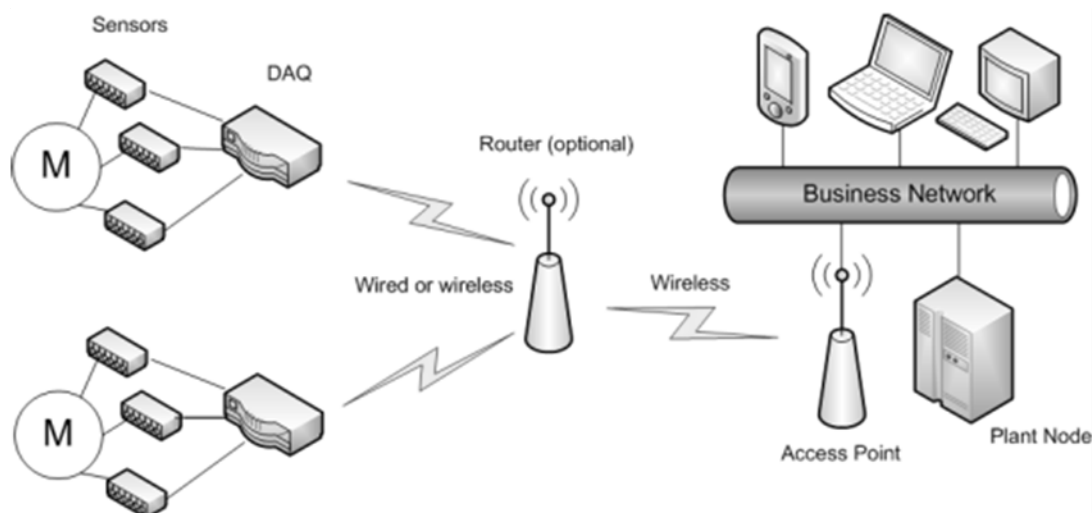 Sensors
DAQ
M
Router (optional)
Business Network
Wired or wireless
Wireless
M
Access Point
Plant Node